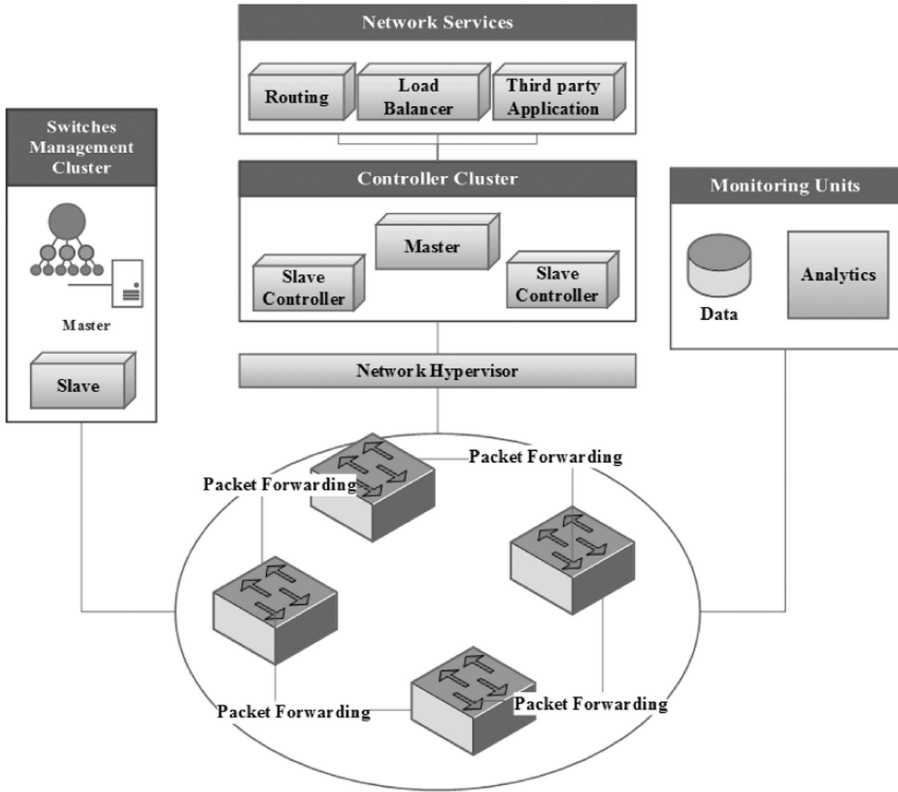 Network Services
Routing
Load
Balancer
Third party
Application
Switches
Management
Cluster
Master
Slave
Controller Cluster
Master
Slave
Controller
Slave
Controller
Monitoring Units
Data
Analytics
Network Hypervisor
Packet Forwarding
Packet Forwarding
Packet Forwarding
Packet Forwarding